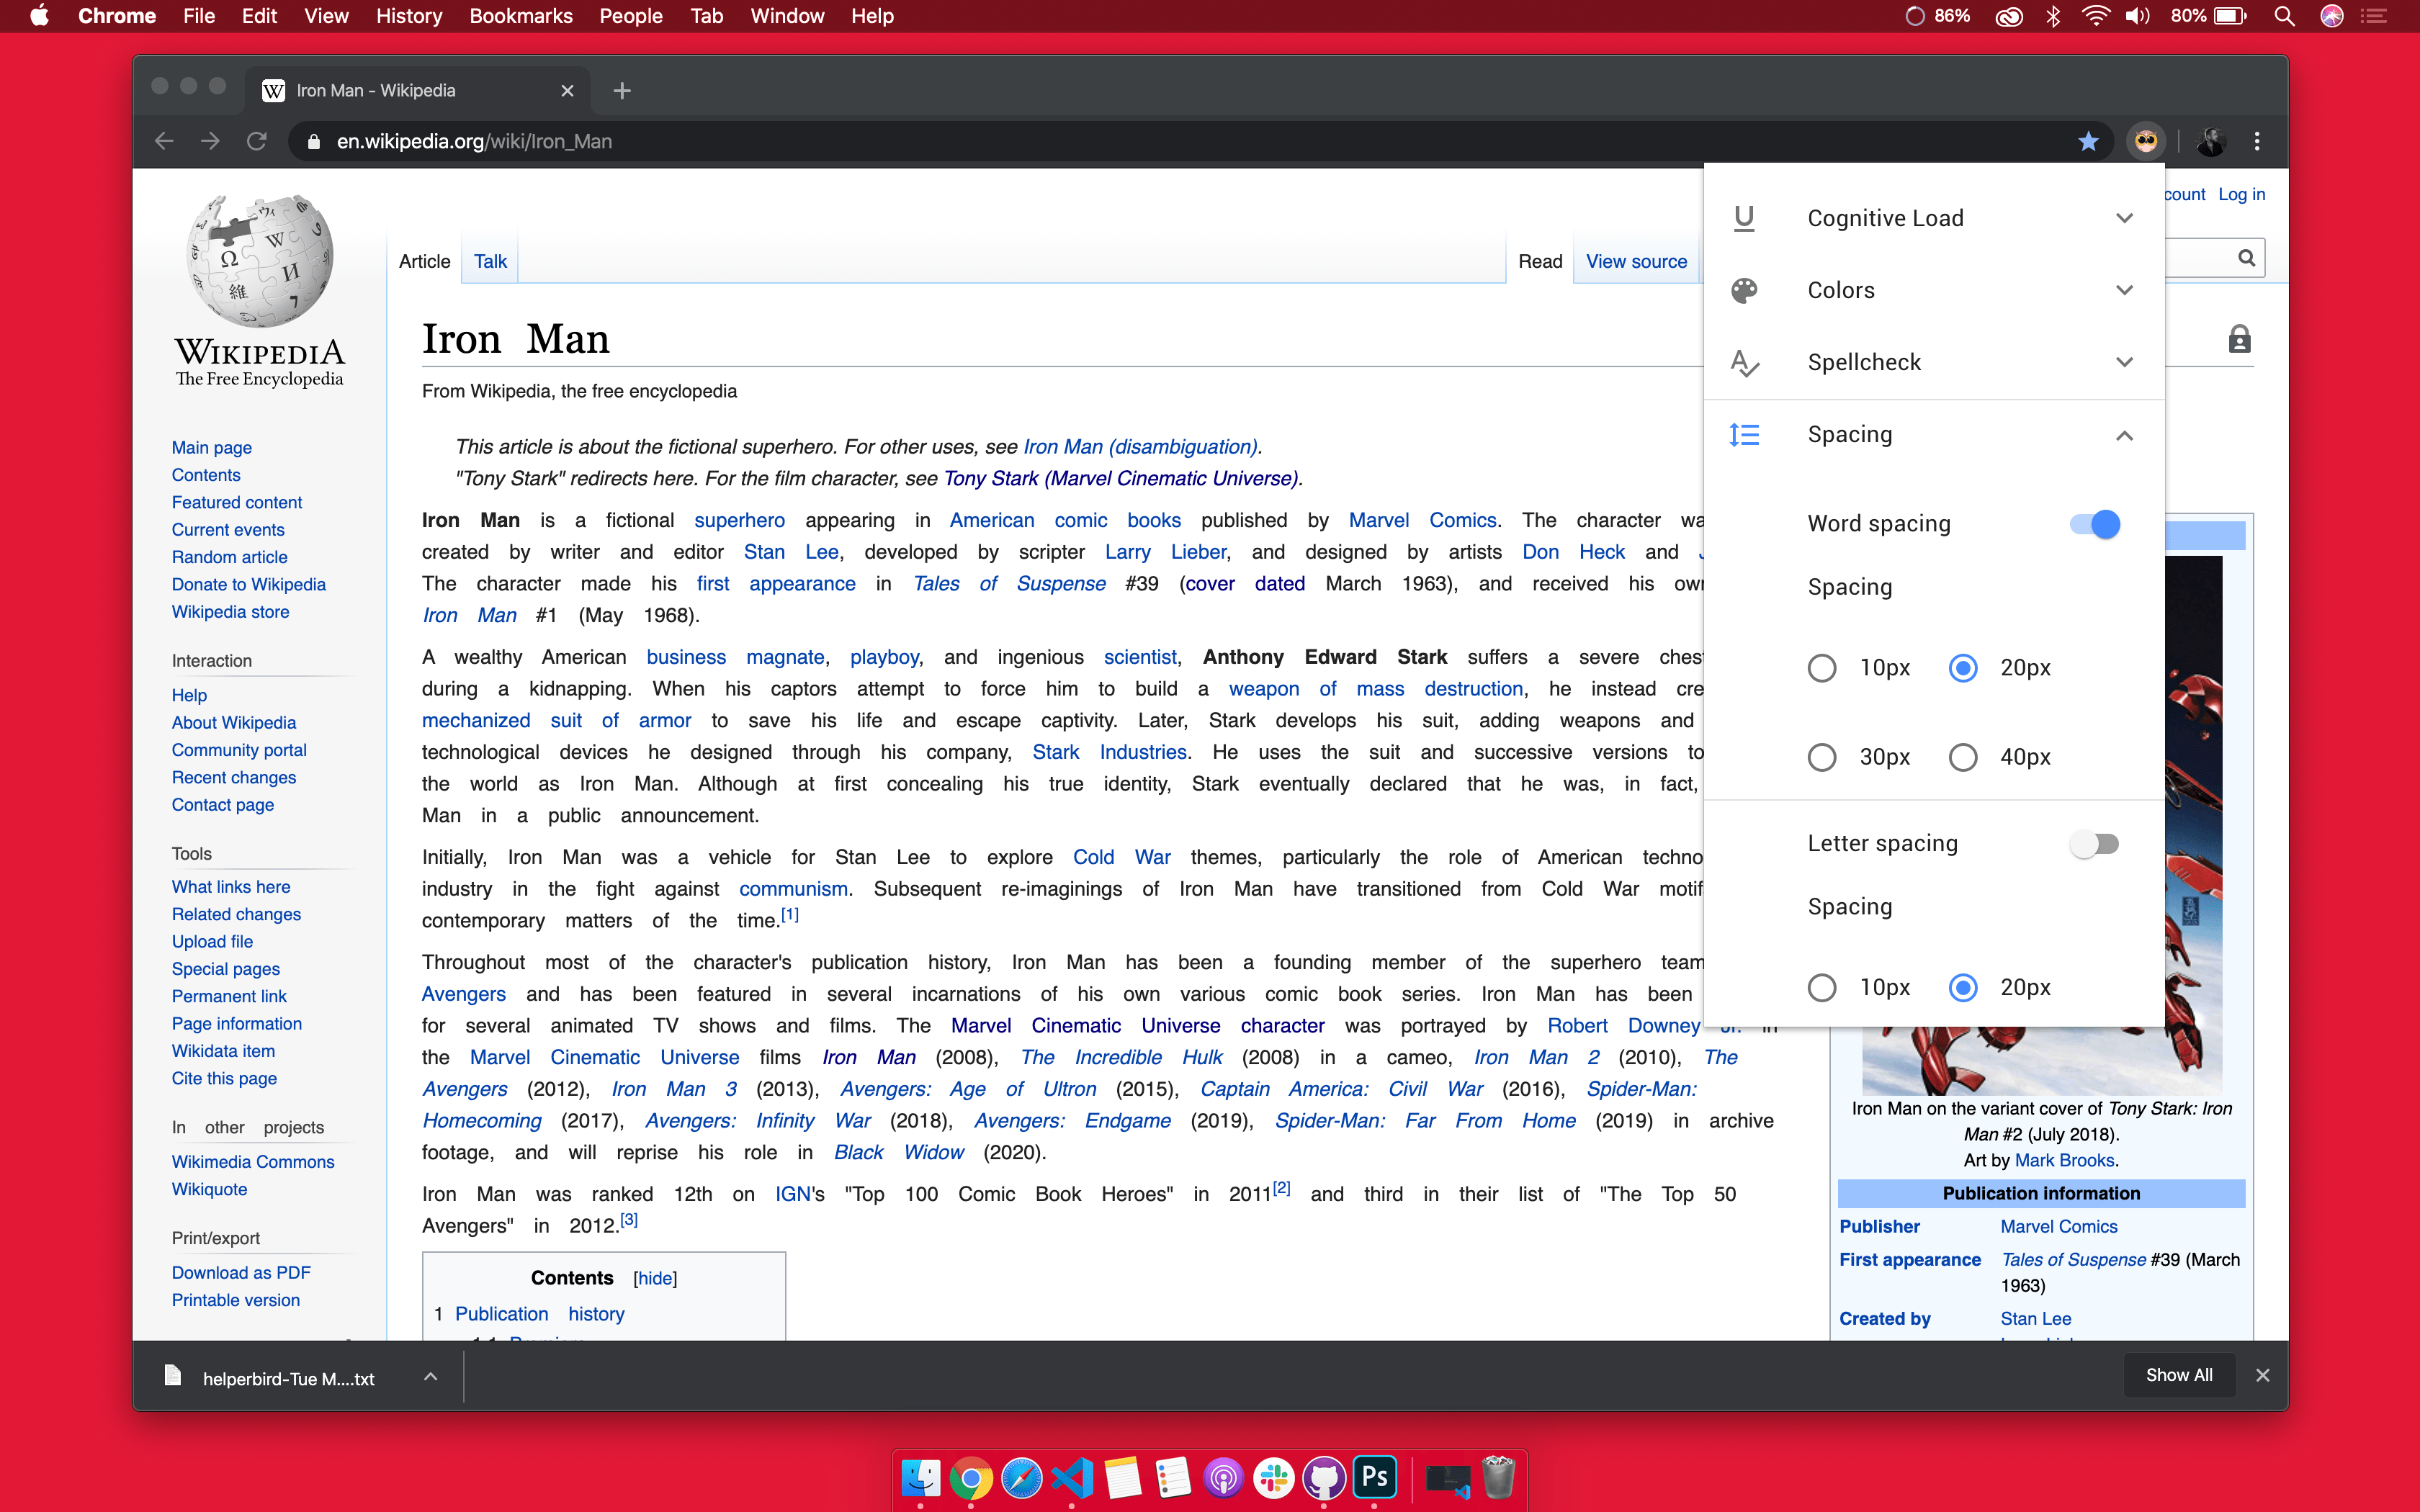 Chrome File Edit View History Bookmarks People Tab Window Help
86% 80%
Iron Man - Wikipedia
en.wikipedia.org/wiki/Iron_Man
WIKIPEDIA
The Free Encyclopedia
Main page
Contents
Featured content
Current events
Random article
Donate to Wikipedia
Wikipedia store
Interaction
Help
About Wikipedia
Community portal
Recent changes
Contact page
Tools
What links here
Related changes
Upload file
Special pages
Permanent link
Page information
Wikidata item
Cite this page
In other projects
Wikimedia Commons
Wikiquote
Print/export
Download as PDF
Printable version
Article Talk
Read View source
count Log in
Iron Man
From Wikipedia, the free encyclopedia
This article is about the fictional superhero. For other uses, see Iron Man (disambiguation).
"Tony Stark" redirects here. For the film character, see Tony Stark (Marvel Cinematic Universe).
Iron Man is a fictional superhero appearing in American comic books published by Marvel Comics. The character wa
created by writer and editor Stan Lee, developed by scripter Larry Lieber, and designed by artists Don Heck and
The character made his first appearance in Tales of Suspense #39 (cover dated March 1963), and received his own
Iron Man #1 (May 1968).
A wealthy American business magnate, playboy, and ingenious scientist, Anthony Edward Stark suffers a severe chest
during a kidnapping. When his captors attempt to force him to build a weapon of mass destruction, he instead cre
mechanized suit of armor to save his life and escape captivity. Later, Stark develops his suit, adding weapons and
technological devices he designed through his company, Stark Industries. He uses the suit and successive versions to
the world as Iron Man. Although at first concealing his true identity, Stark eventually declared that he was, in fact,
Man in a public announcement.
Initially, Iron Man was a vehicle for Stan Lee to explore Cold War themes, particularly the role of American techno
industry in the fight against communism. Subsequent re-imaginings of Iron Man have transitioned from Cold War motif
contemporary matters of the time.[1]
Throughout most of the character's publication history, Iron Man has been a founding member of the superhero team
Avengers and has been featured in several incarnations of his own various comic book series. Iron Man has been
for several animated TV shows and films. The Marvel Cinematic Universe character was portrayed by Robert Downey Jr. in
the Marvel Cinematic Universe films Iron Man (2008), The Incredible Hulk (2008) in a cameo, Iron Man 2 (2010), The
Avengers (2012), Iron Man 3 (2013), Avengers: Age of Ultron (2015), Captain America: Civil War (2016), Spider-Man:
Homecoming (2017), Avengers: Infinity War (2018), Avengers: Endgame (2019), Spider-Man: Far From Home (2019) in archive
footage, and will reprise his role in Black Widow (2020).
Iron Man was ranked 12th on IGN's "Top 100 Comic Book Heroes" in 2011[2] and third in their list of "The Top 50
Avengers" in 2012.[3]
Contents [hide]
1 Publication history
Cognitive Load
Colors
Spellcheck
Spacing
Word spacing
Spacing
10px 20px
30px 40px
Letter spacing
Spacing
10px 20px
Iron Man on the variant cover of Tony Stark: Iron
Man #2 (July 2018).
Art by Mark Brooks.
Publication information
Publisher Marvel Comics
First appearance Tales of Suspense #39 (March
1963)
Created by Stan Lee
helperbird-Tue M....txt
Show All
Ps